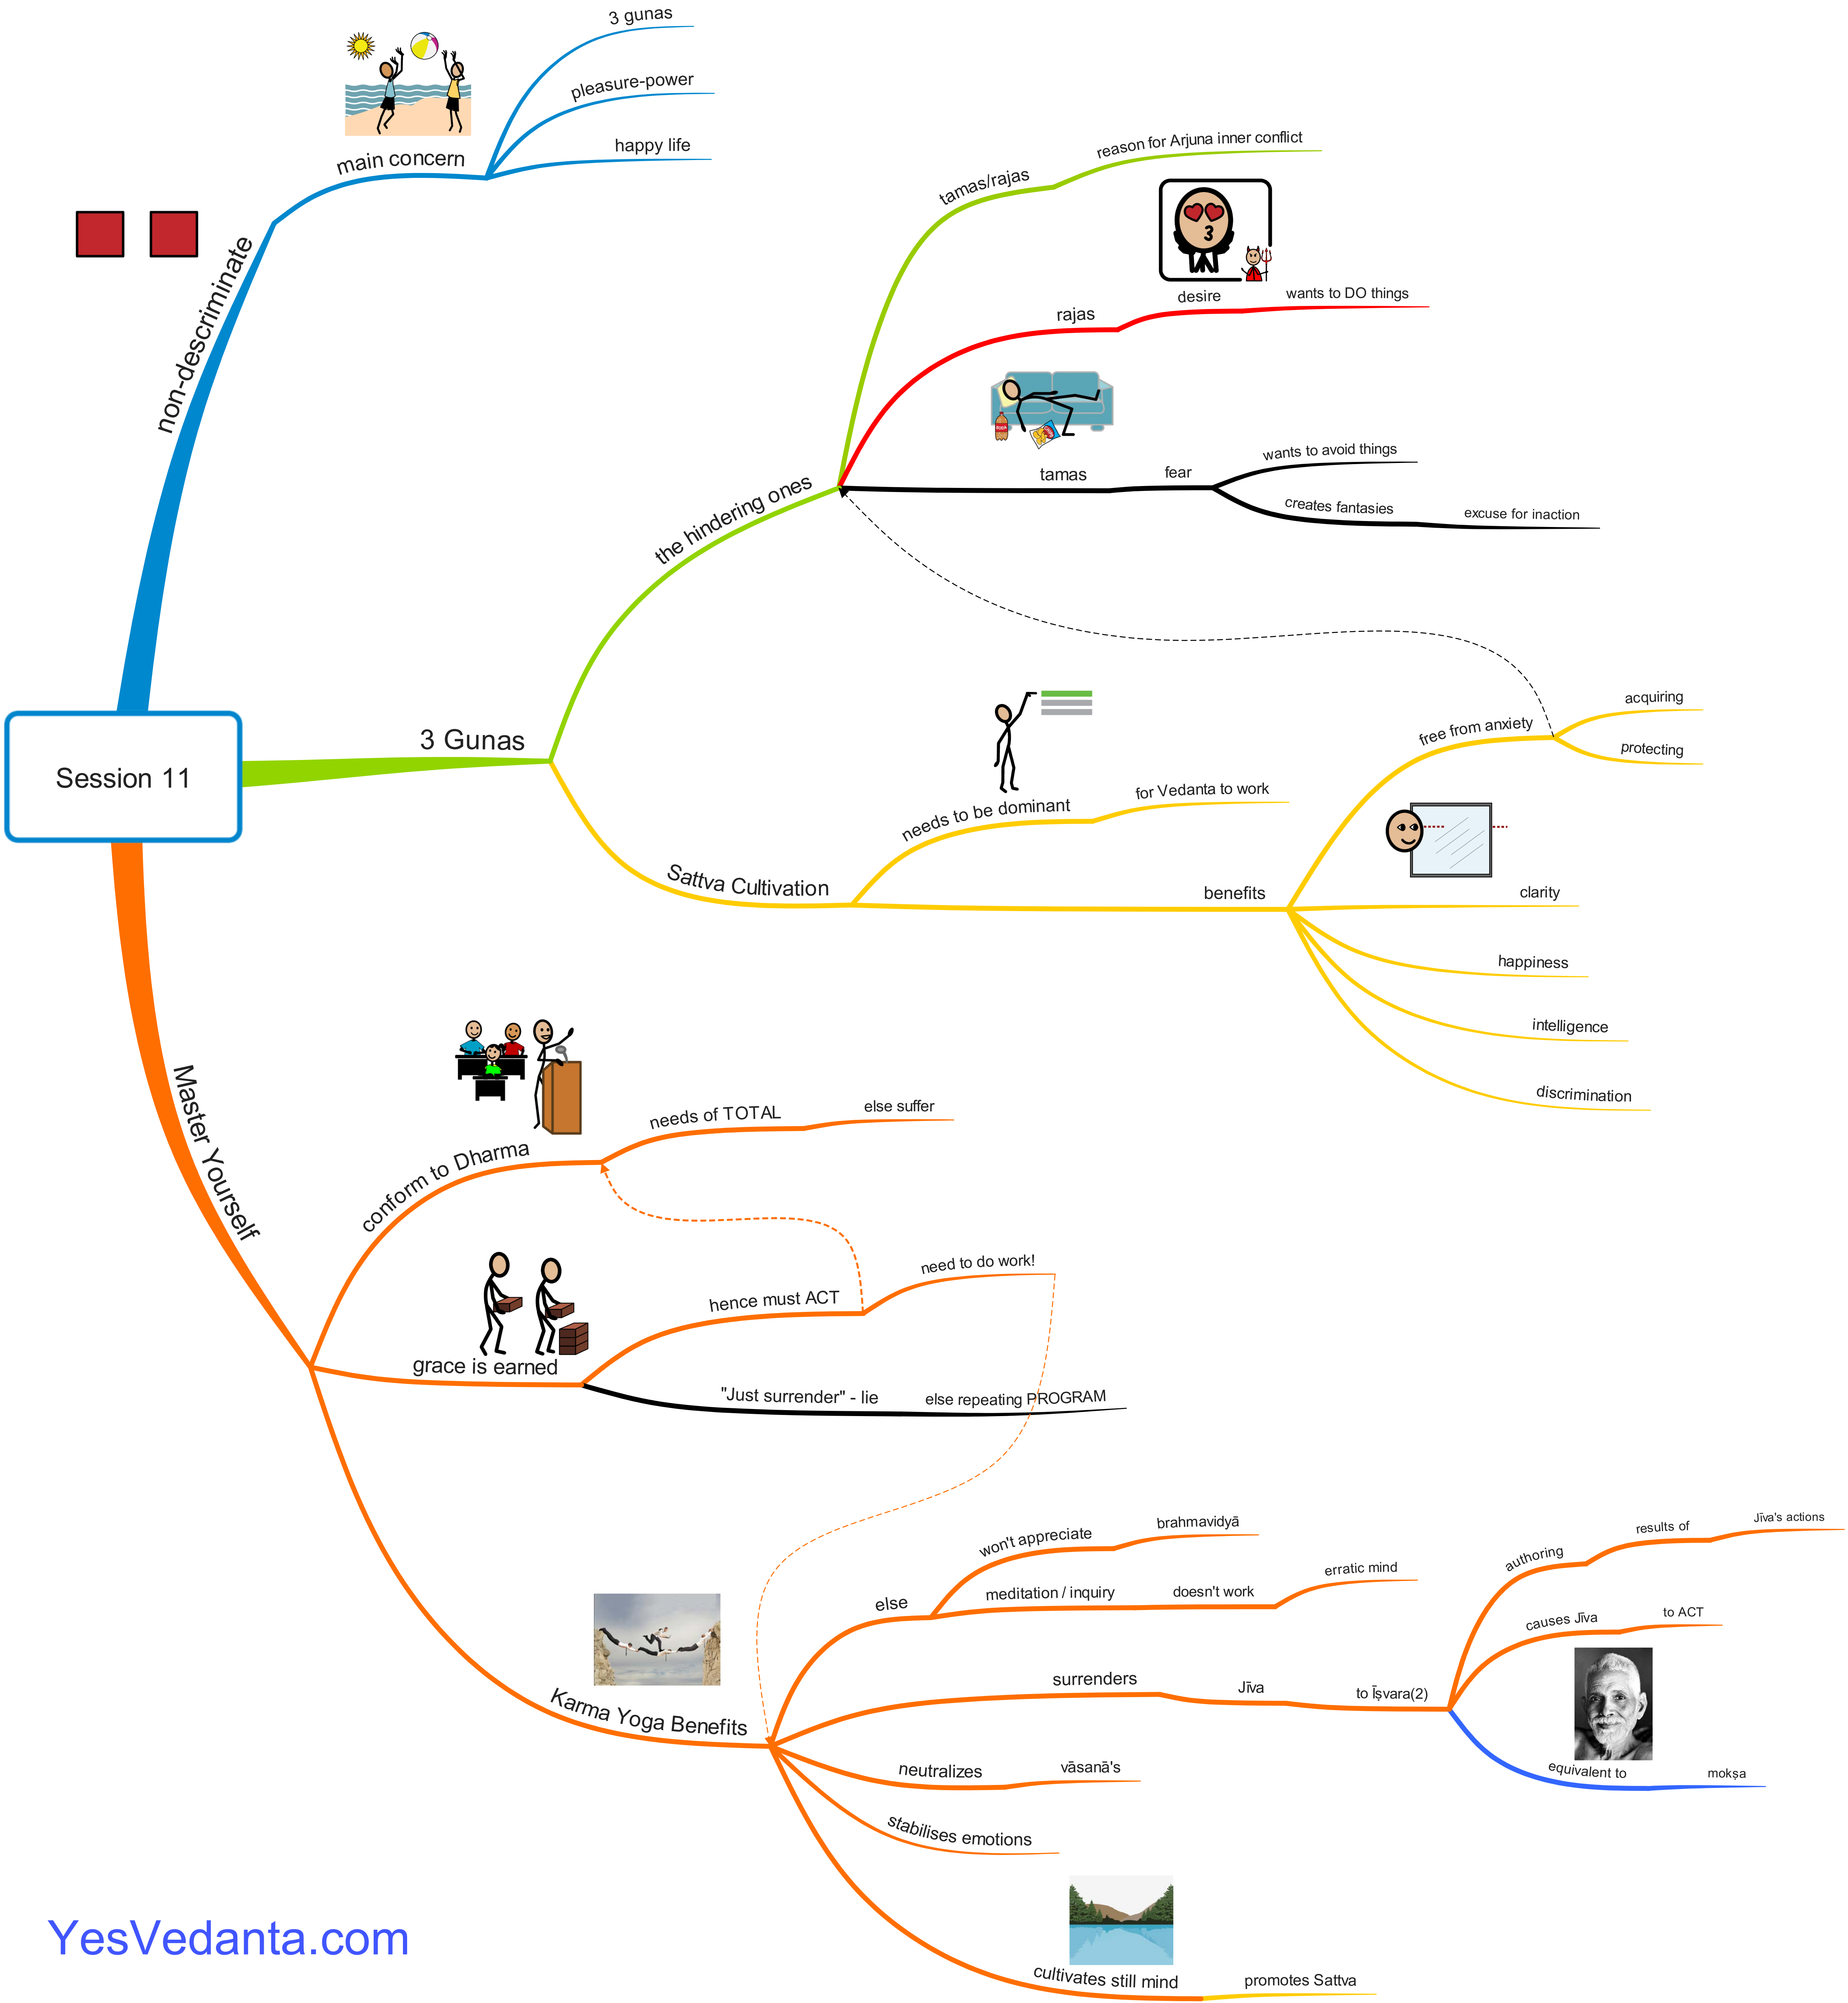 Session 11
non-descriminate
main concern
3 gunas
pleasure-power
happy life
3 Gunas
the hindering ones
tamas/rajas
reason for Arjuna inner conflict
rajas
desire
wants to DO things
tamas
fear
wants to avoid things
creates fantasies
excuse for inaction
Sattva Cultivation
needs to be dominant
for Vedanta to work
benefits
free from anxiety
acquiring
protecting
clarity
happiness
intelligence
discrimination
Master Yourself
conform to Dharma
needs of TOTAL
else suffer
grace is earned
hence must ACT
need to do work!
"Just surrender" - lie
else repeating PROGRAM
Karma Yoga Benefits
else
won't appreciate
brahmavidyā
meditation / inquiry
doesn't work
erratic mind
surrenders
Jīva
to Īṣvara(2)
authoring
results of
Jīva's actions
causes Jīva
to ACT
equivalent to
mokṣa
neutralizes
vāsanā's
stabilises emotions
cultivates still mind
promotes Sattva
YesVedanta.com